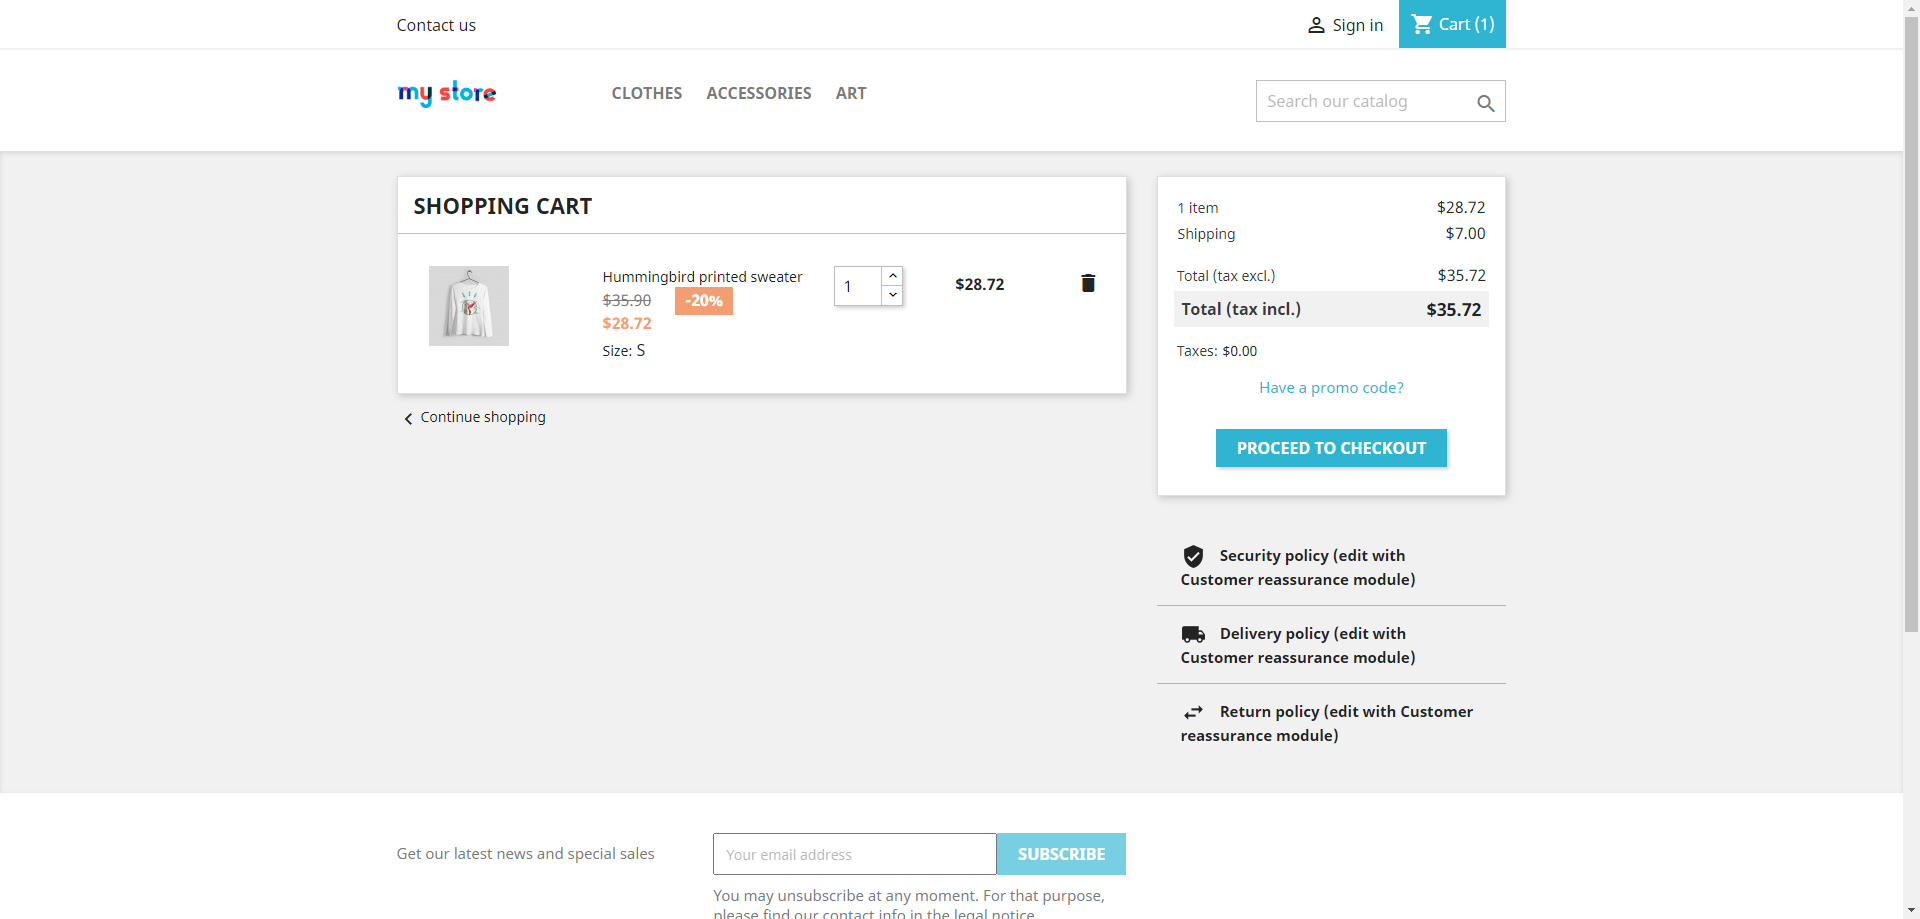 Contact us
Sign in
Cart (1)
my store
CLOTHES
ACCESSORIES
ART
Search our catalog
SHOPPING CART
Hummingbird printed sweater
$35.90
-20%
$28.72
Size: S
1
$28.72
Continue shopping
1 item
$28.72
Shipping
$7.00
Total (tax excl.)
$35.72
Total (tax incl.)
$35.72
Taxes: $0.00
Have a promo code?
PROCEED TO CHECKOUT
Security policy (edit with
Customer reassurance module)
Delivery policy (edit with
Customer reassurance module)
Return policy (edit with Customer
reassurance module)
Get our latest news and special sales
Your email address
SUBSCRIBE
You may unsubscribe at any moment. For that purpose,
please find our contact info in the legal notice.